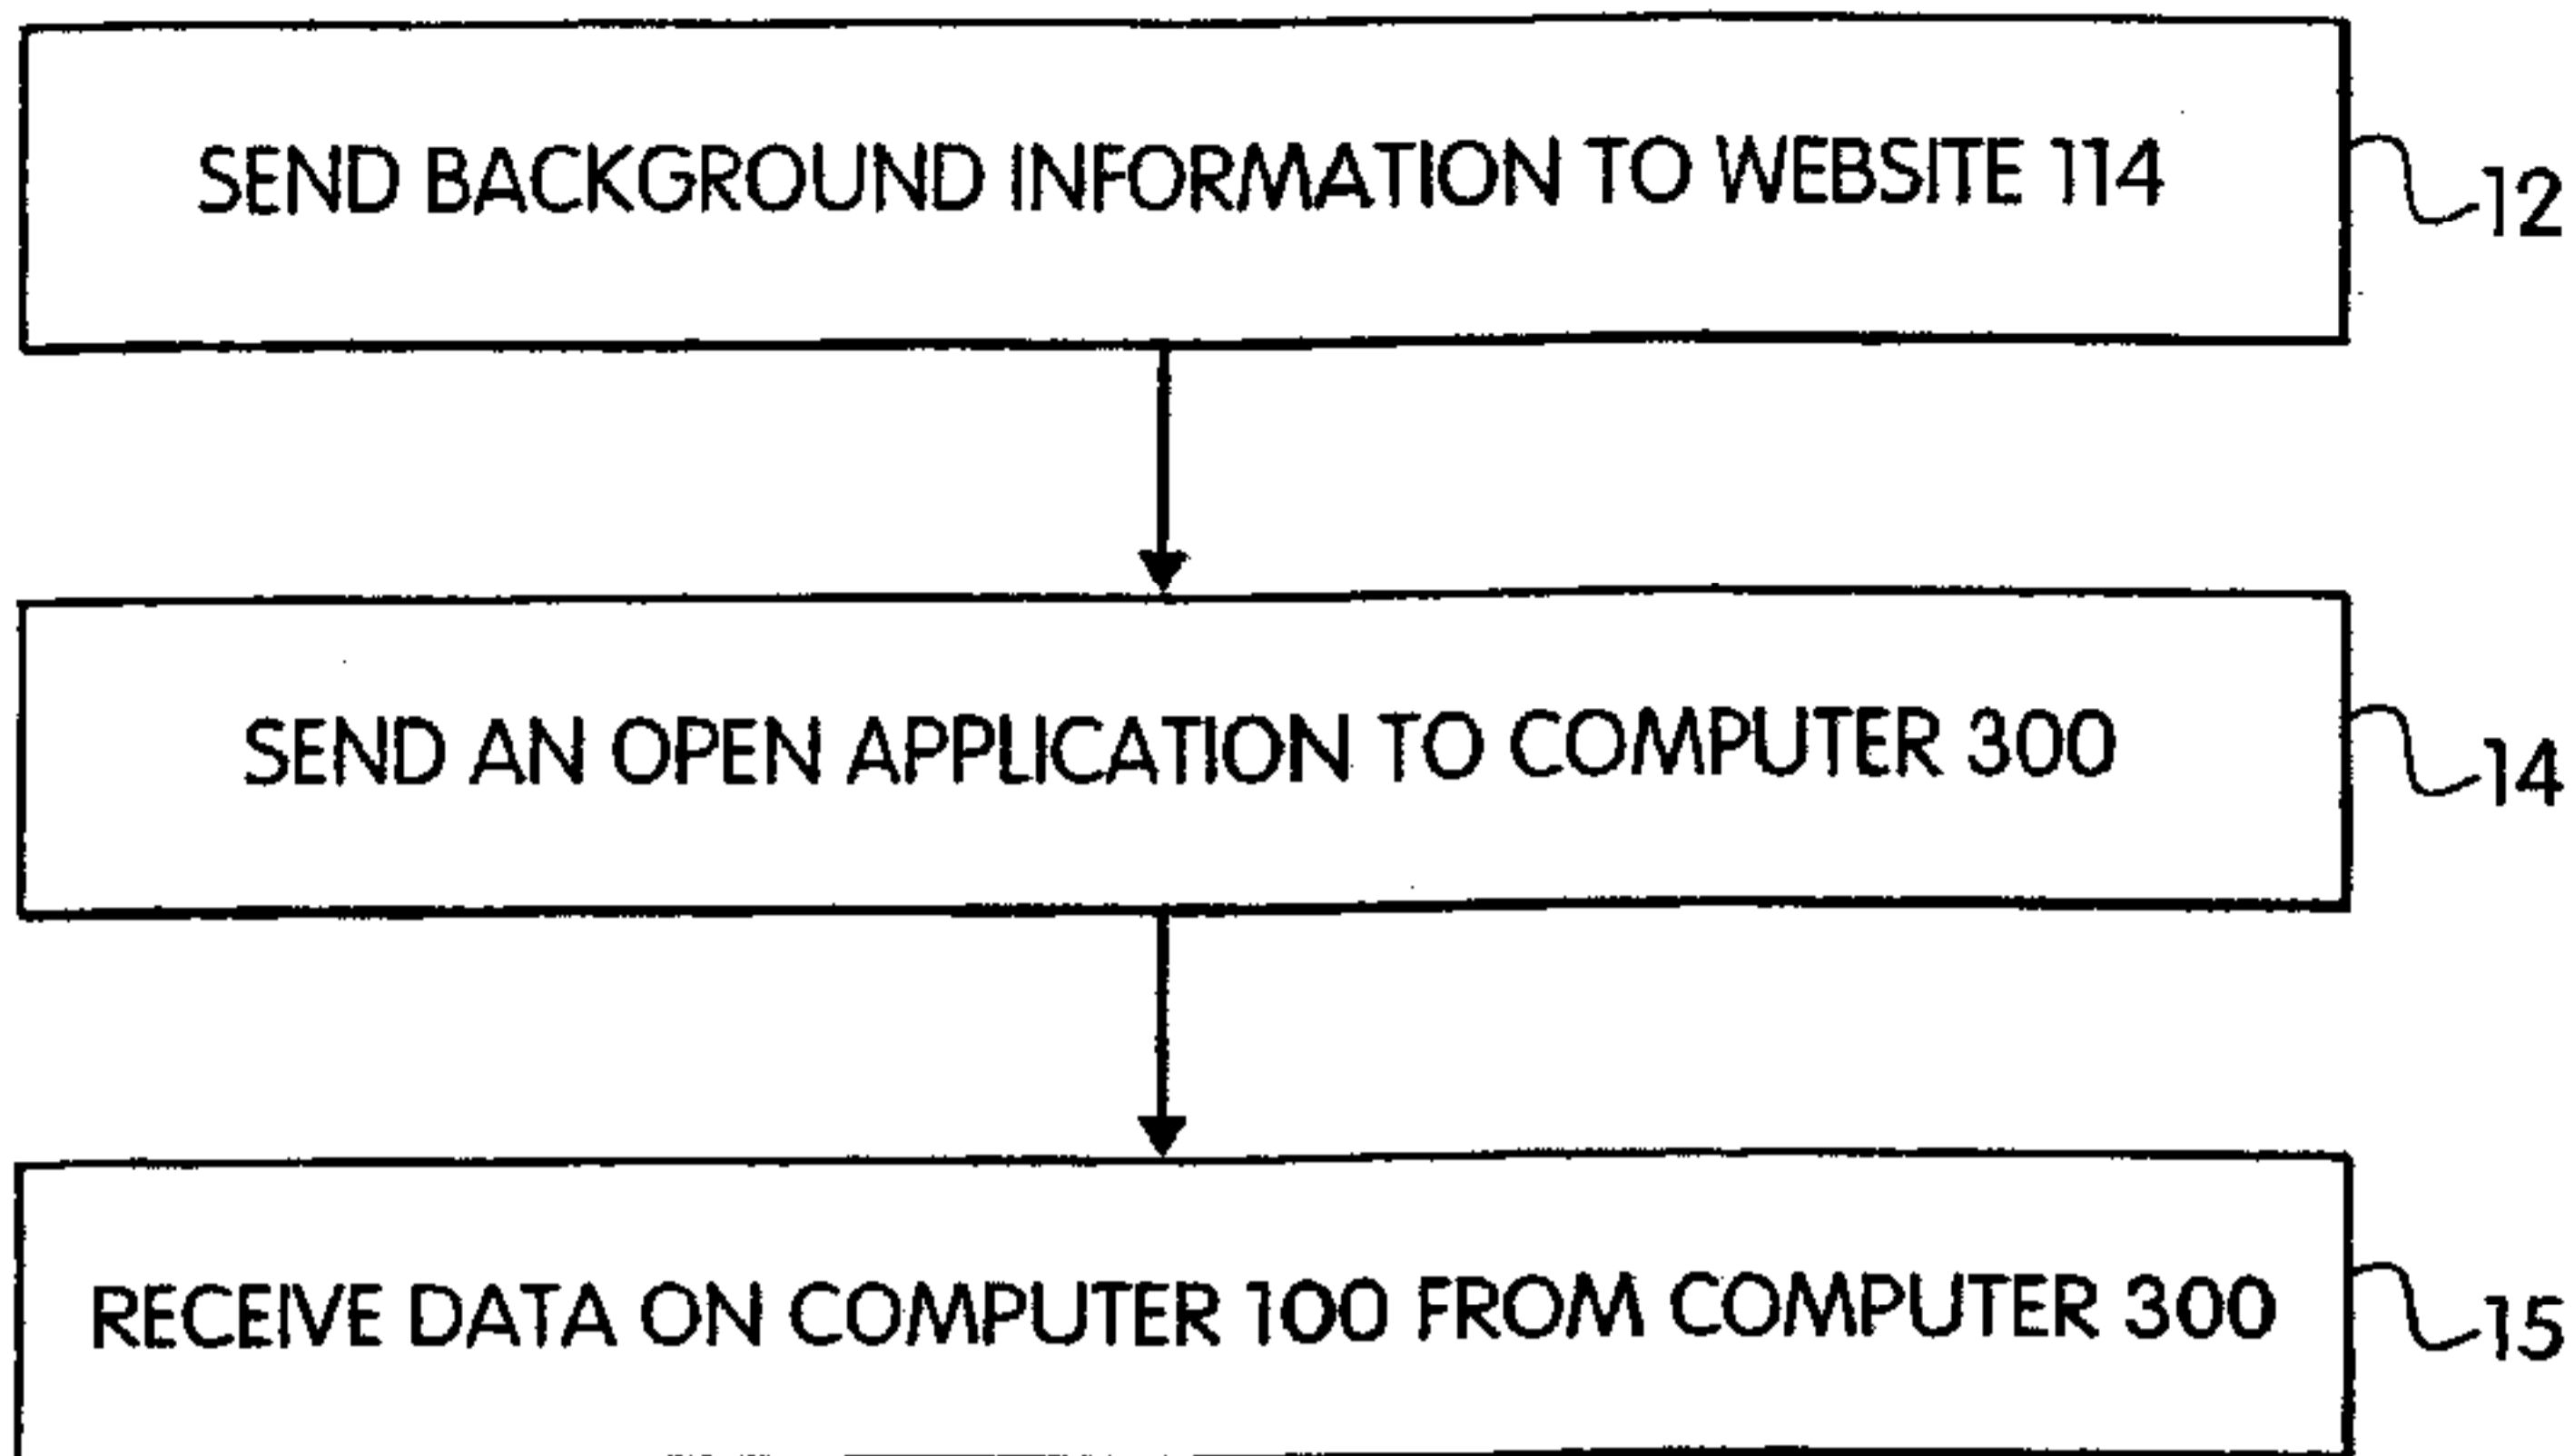 SEND BACKGROUND INFORMATION TO WEBSITE 114
12
SEND AN OPEN APPLICATION TO COMPUTER 300
14
RECEIVE DATA ON COMPUTER 100 FROM COMPUTER 300
15